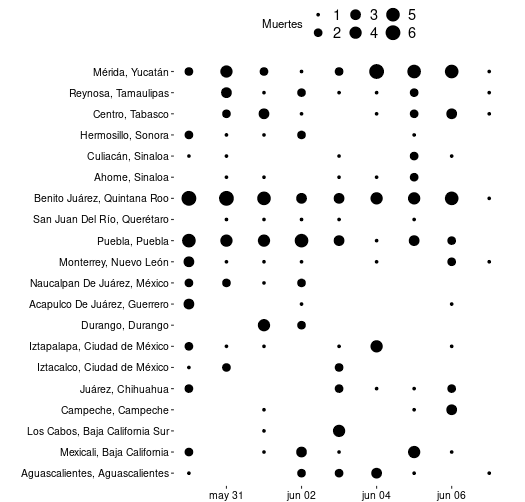 Muertes
1 3 5
2 4 6
Mérida, Yucatán
Reynosa, Tamaulipas
Centro, Tabasco
Hermosillo, Sonora
Culiacán, Sinaloa
Ahome, Sinaloa
Benito Juárez, Quintana Roo
San Juan Del Río, Querétaro
Puebla, Puebla
Monterrey, Nuevo León
Naucalpan De Juárez, México
Acapulco De Juárez, Guerrero
Durango, Durango
Iztapalapa, Ciudad de México
Iztacalco, Ciudad de México
Juárez, Chihuahua
Campeche, Campeche
Los Cabos, Baja California Sur
Mexicali, Baja California
Aguascalientes, Aguascalientes
may 31 jun 02 jun 04 jun 06